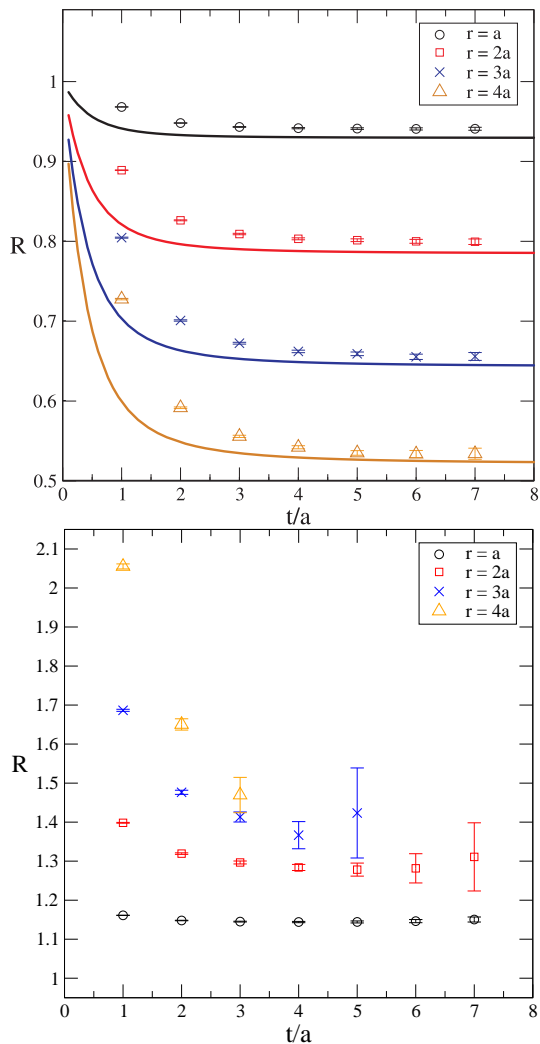 r = a
r = 2a
r = 3a
r = 4a
1
0.9
0.8
0.7
0.6
0.5
R
0 1 2 3 4 5 6 7 8
t/a
r = a
r = 2a
r = 3a
r = 4a
2.1
2
1.9
1.8
1.7
1.6
1.5
1.4
1.3
1.2
1.1
1
R
0 1 2 3 4 5 6 7 8
t/a